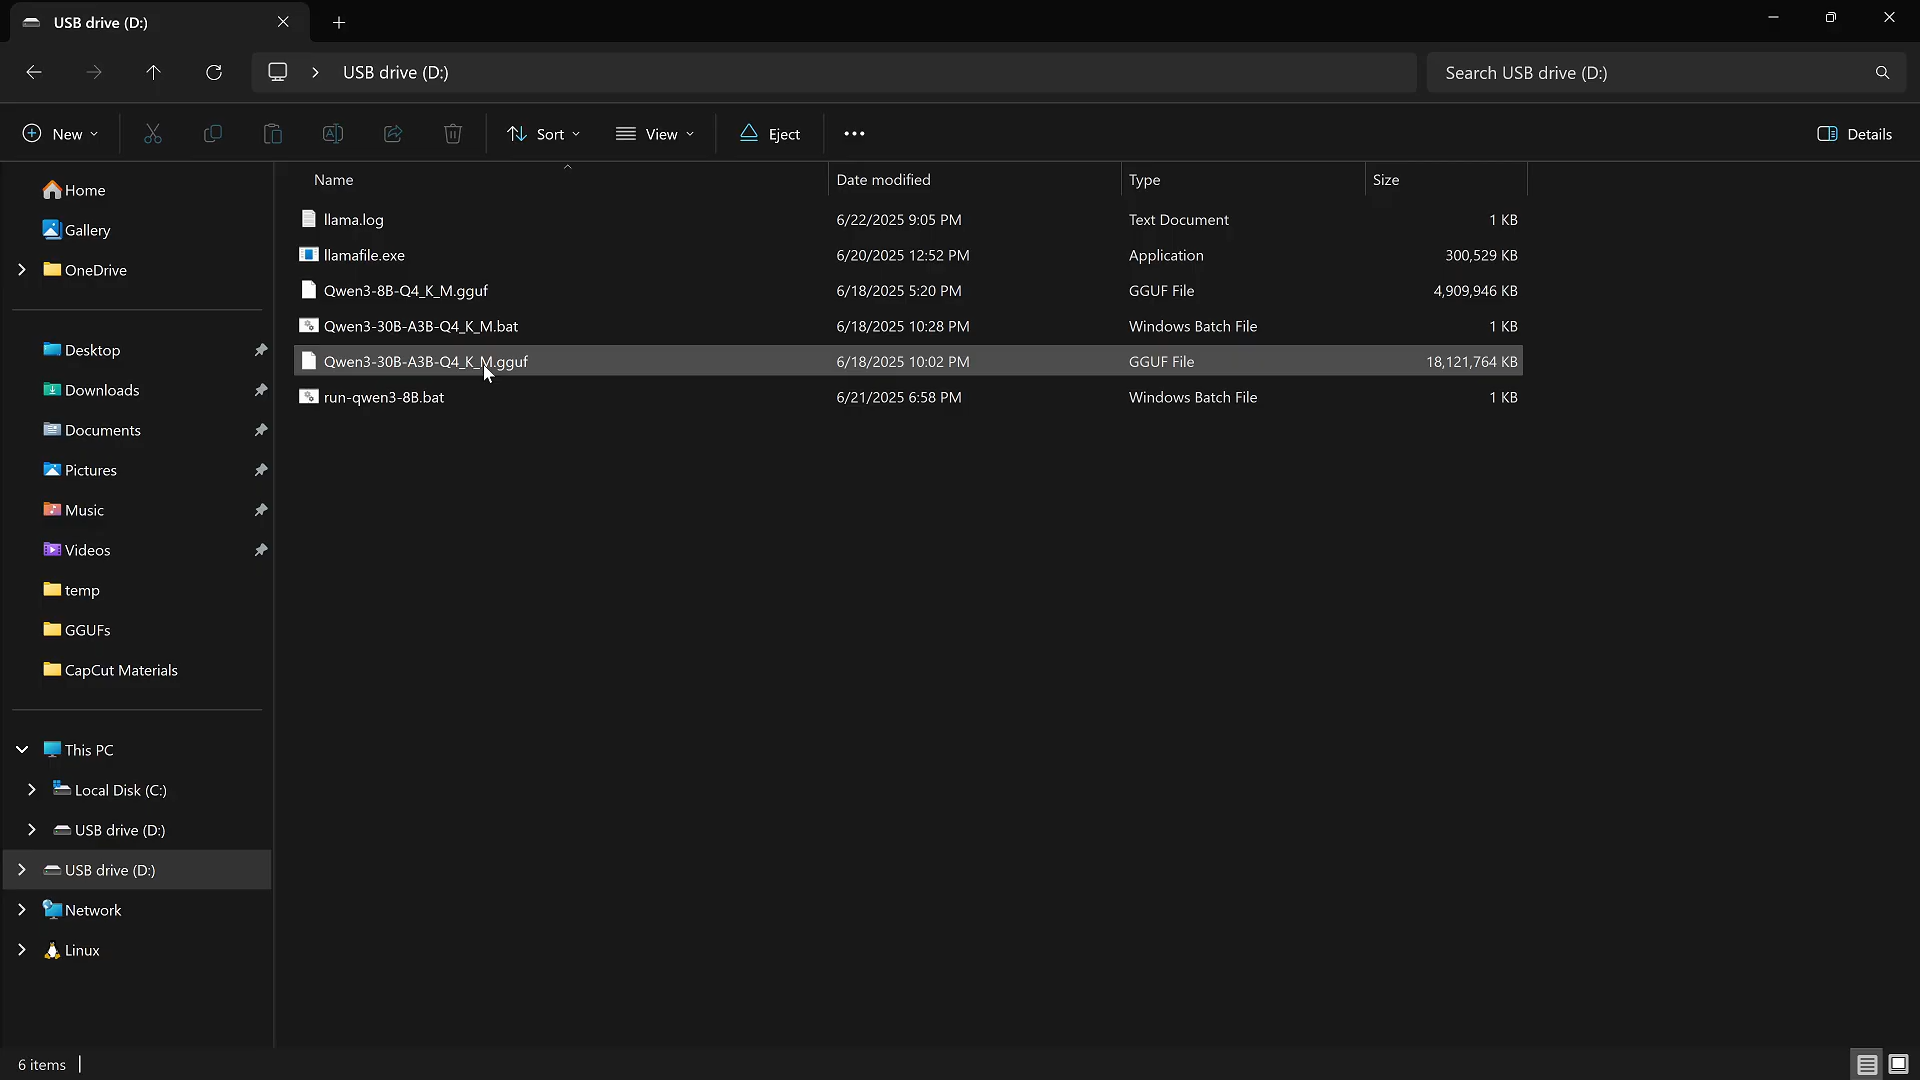 USB drive (D:)
USB drive (D:)
Search USB drive (D:)
New
Sort
View
Eject
Details
Home
Gallery
OneDrive
Desktop
Downloads
Documents
Pictures
Music
Videos
temp
GGUFs
CapCut Materials
This PC
Local Disk (C:)
USB drive (D:)
USB drive (D:)
Network
Linux
Name Date modified Type Size
llama.log 6/22/2025 9:05 PM Text Document 1 KB
llamafile.exe 6/20/2025 12:52 PM Application 300,529 KB
Qwen3-8B-Q4_K_M.gguf 6/18/2025 5:20 PM GGUF File 4,909,946 KB
Qwen3-30B-A3B-Q4_K_M.bat 6/18/2025 10:28 PM Windows Batch File 1 KB
Qwen3-30B-A3B-Q4_K_M.gguf 6/18/2025 10:02 PM GGUF File 18,121,764 KB
run-qwen3-8B.bat 6/21/2025 6:58 PM Windows Batch File 1 KB
6 items